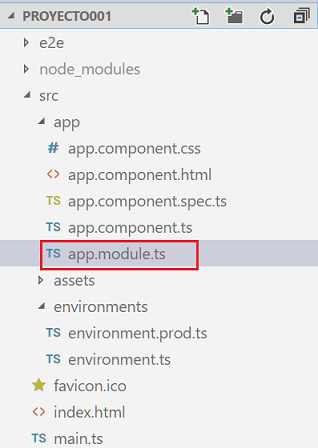 PROYECTO001
e2e
node_modules
src
app
# app.component.css
<> app.component.html
TS app.component.spec.ts
TS app.component.ts
TS app.module.ts
assets
environments
TS environment.prod.ts
TS environment.ts
favicon.ico
<> index.html
TS main.ts